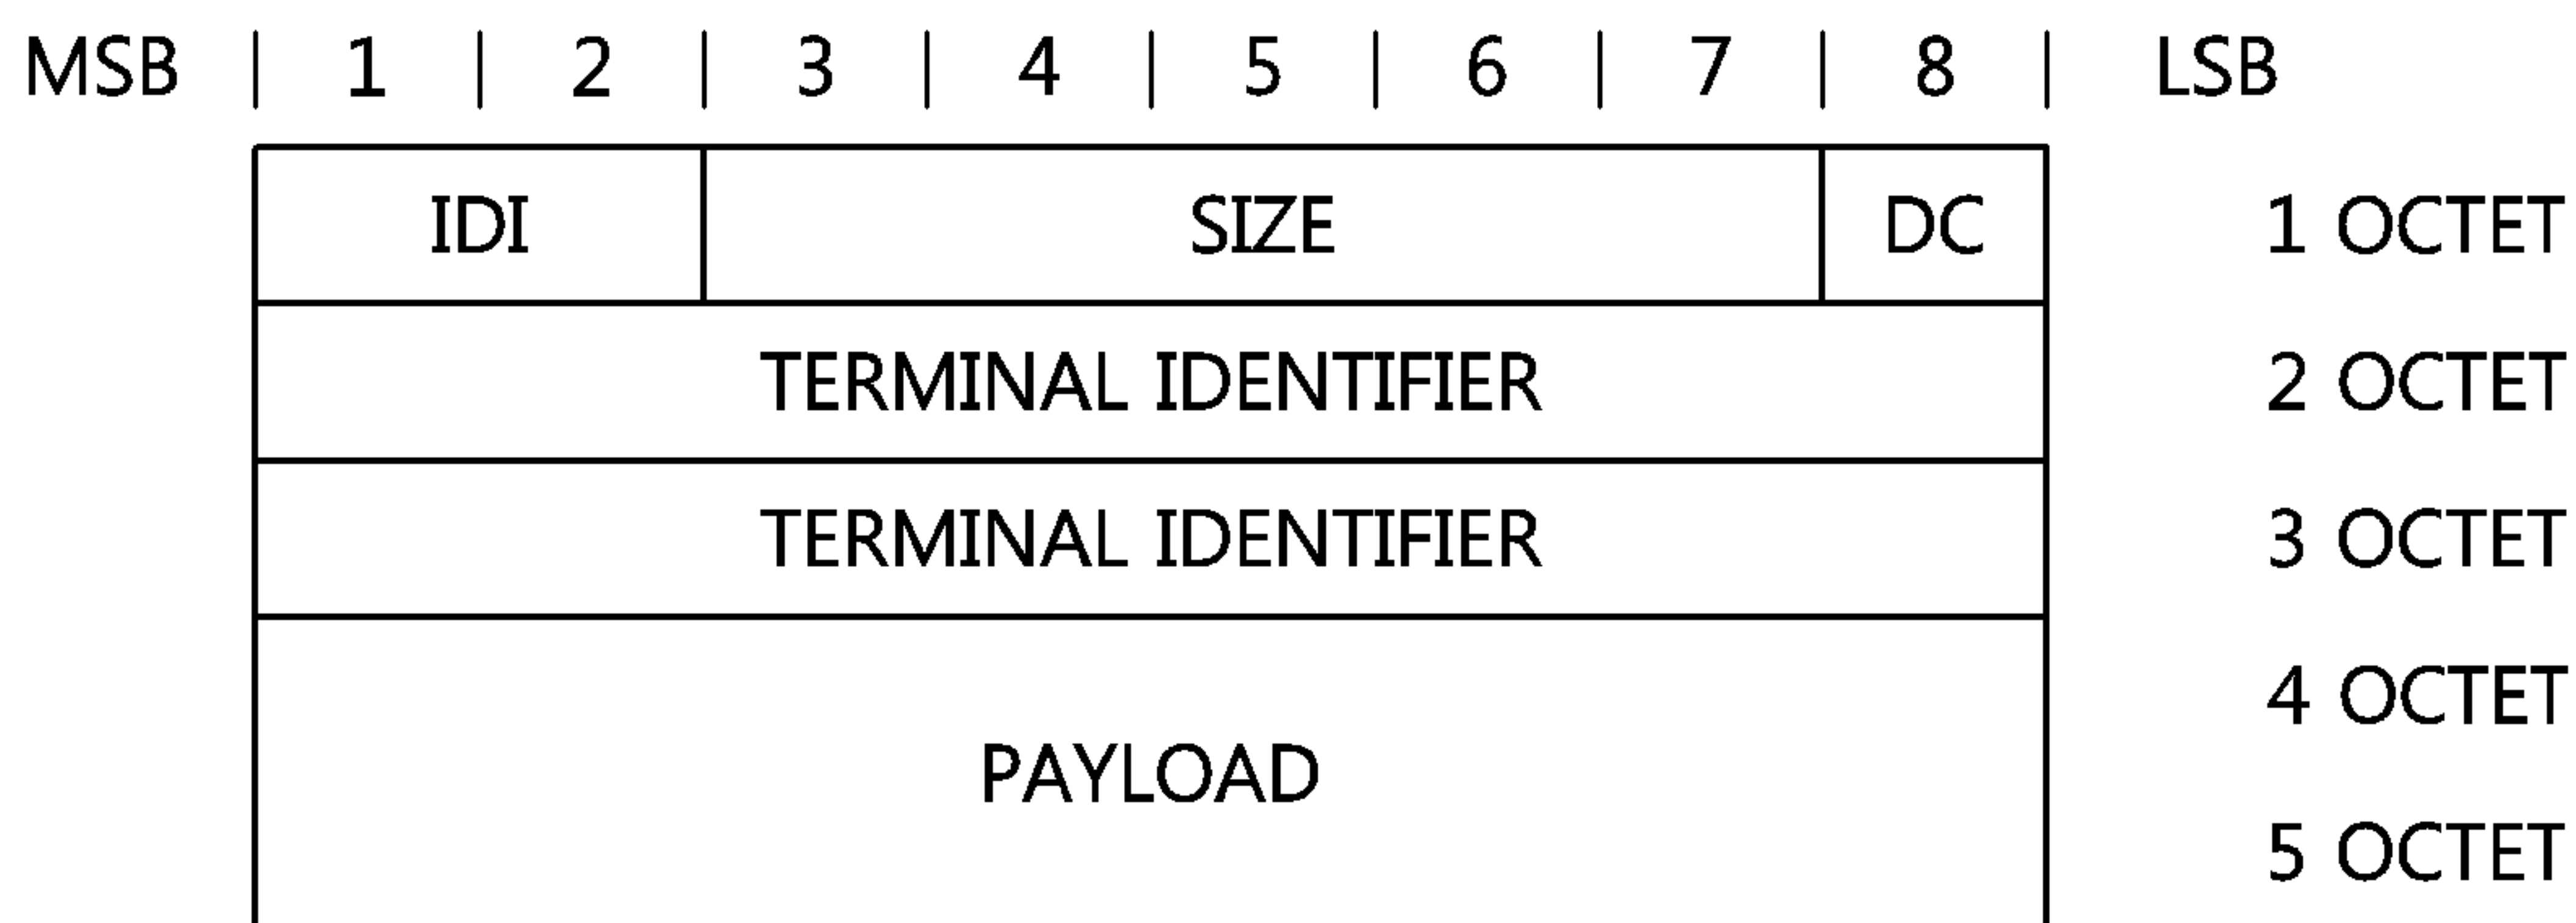 MSB | 1 | 2 | 3 | 4 | 5 | 6 | 7 | 8 | LSB
IDI SIZE DC 1 OCTET
TERMINAL IDENTIFIER 2 OCTET
TERMINAL IDENTIFIER 3 OCTET
4 OCTET
PAYLOAD
5 OCTET